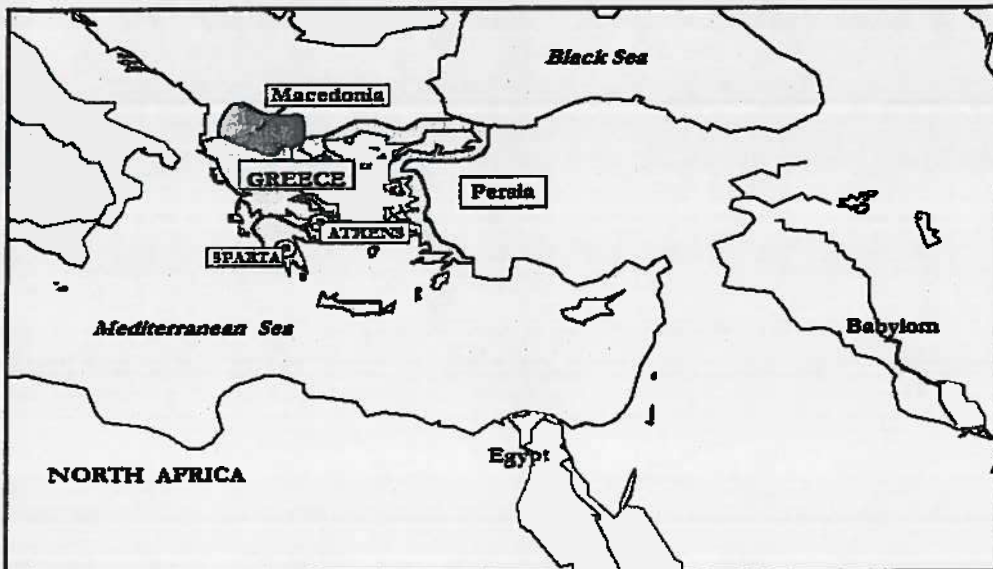 Black Sea
Macedonia
GREECE
Persia
ATHENS
SPARTA
Mediterranean Sea
Babylom
Egypt
NORTH AFRICA